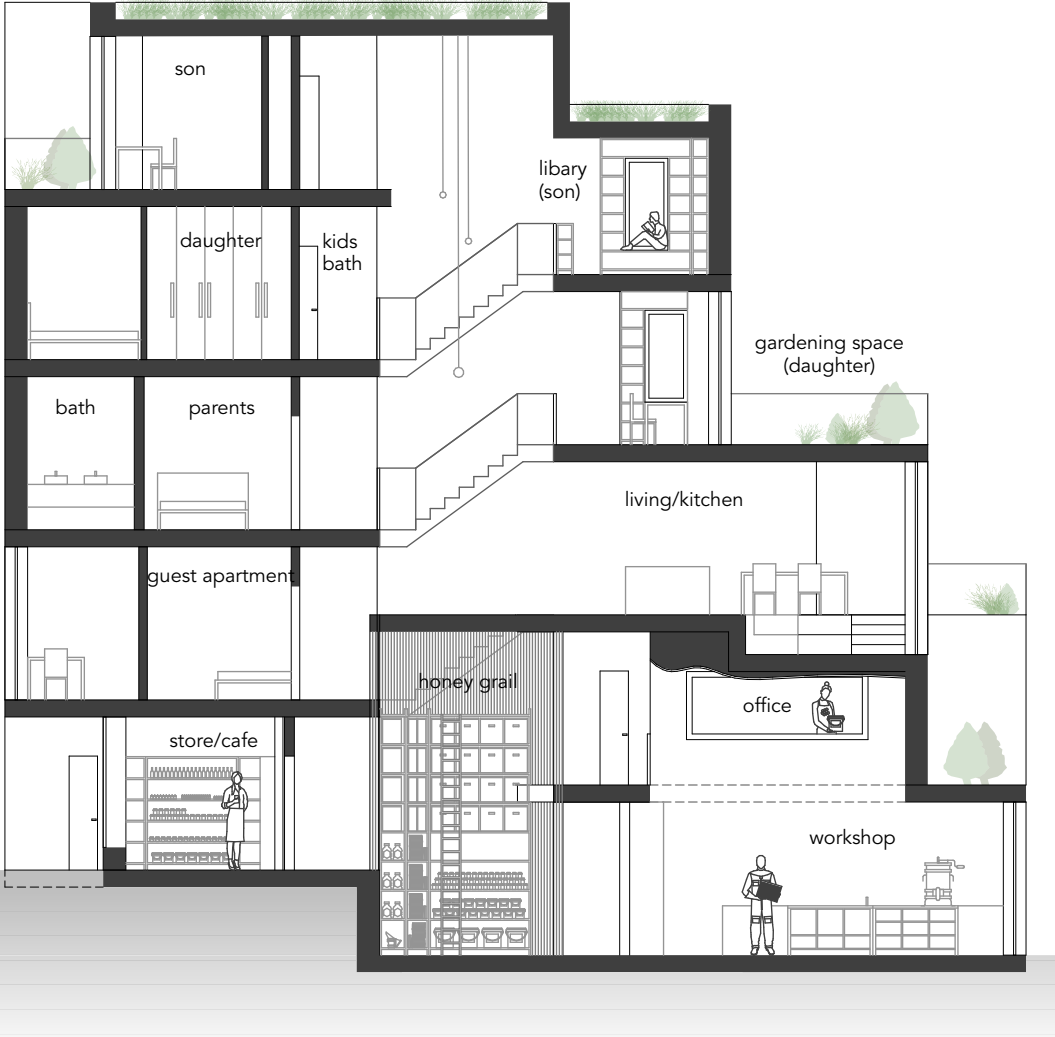 son
libary
(son)
daughter
kids
bath
gardening space
(daughter)
bath
parents
living/kitchen
guest apartment
honey grail
office
store/cafe
workshop